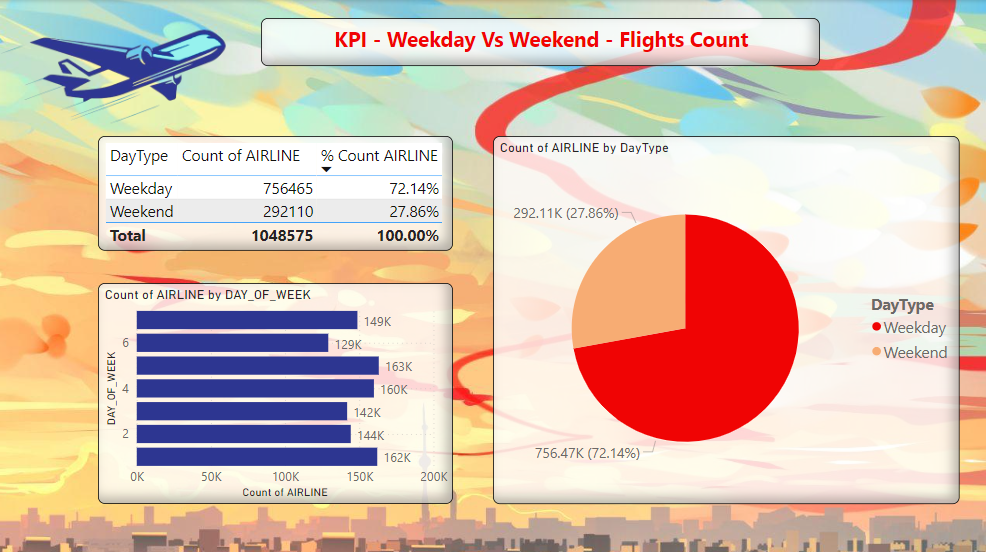 KPI - Weekday Vs Weekend - Flights Count
DayType Count of AIRLINE % Count AIRLINE
Weekday 756465 72.14%
Weekend 292110 27.86%
Total 1048575 100.00%
Count of AIRLINE by DAY_OF_WEEK
DAY_OF_WEEK
149K
6 129K
163K
4 160K
142K
2 144K
162K
0K 50K 100K 150K 200K
Count of AIRLINE
Count of AIRLINE by DayType
292.11K (27.86%)
756.47K (72.14%)
DayType
Weekday
Weekend